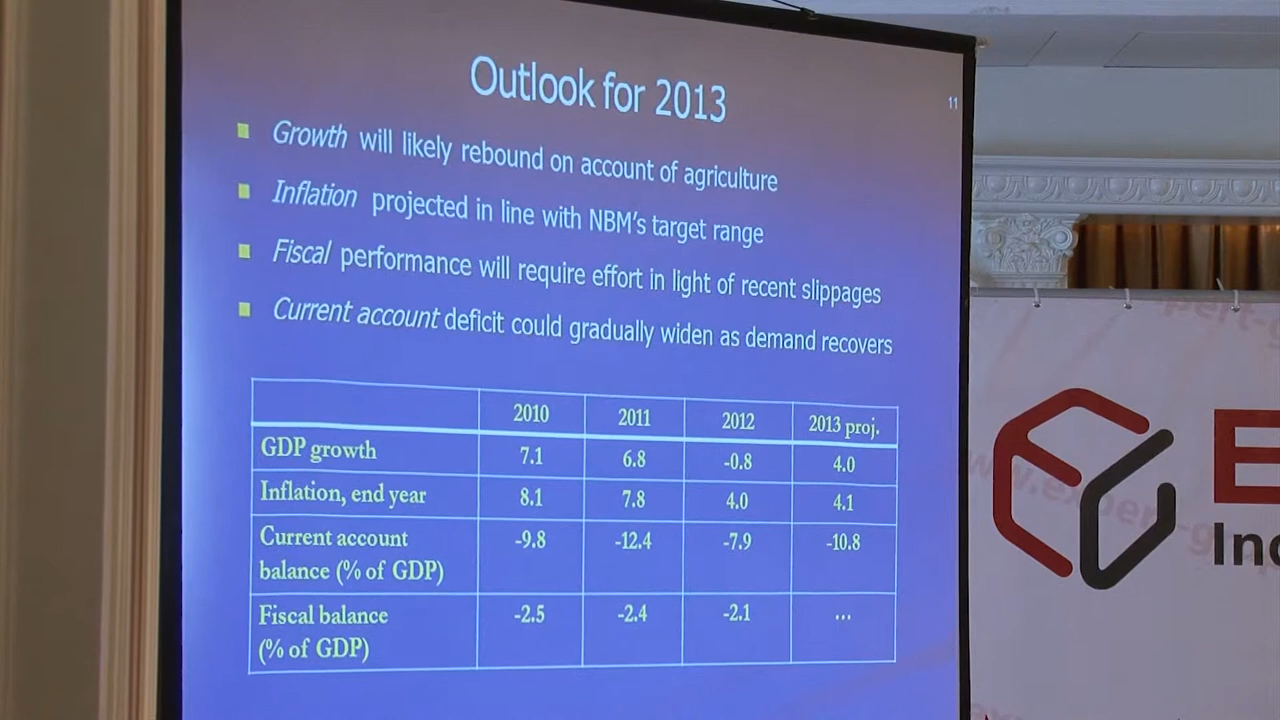 Outlook for 2013
11
Growth will likely rebound on account of agriculture
Inflation projected in line with NBM's target range
Fiscal performance will require effort in light of recent slippages
Current account deficit could gradually widen as demand recovers
2010 2011 2012 2013 proj.
GDP growth 7.1 6.8 -0.8 4.0
Inflation, end year 8.1 7.8 4.0 4.1
Current account
balance (% of GDP) -9.8 -12.4 -7.9 -10.8
Fiscal balance
(% of GDP) -2.5 -2.4 -2.1 ...
E
Ind